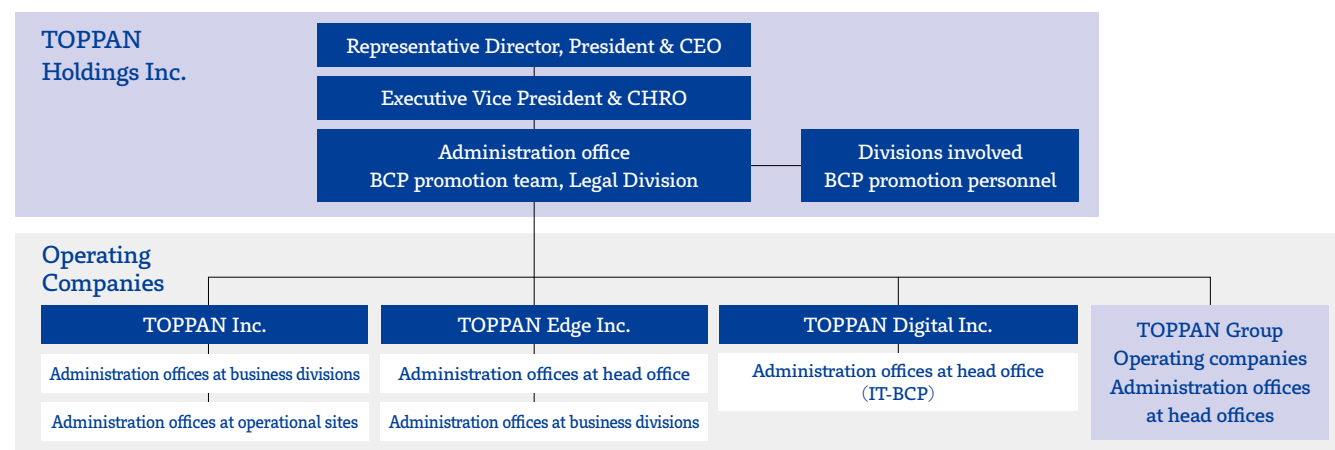 TOPPAN
Holdings Inc.
Representative Director, President & CEO
Executive Vice President & CHRO
Administration office
BCP promotion team, Legal Division
Divisions involved
BCP promotion personnel
Operating
Companies
TOPPAN Inc.
Administration offices at business divisions
Administration offices at operational sites
TOPPAN Edge Inc.
Administration offices at head office
Administration offices at business divisions
TOPPAN Digital Inc.
Administration offices at head office
（IT-BCP）
TOPPAN Group
Operating companies
Administration offices
at head offices